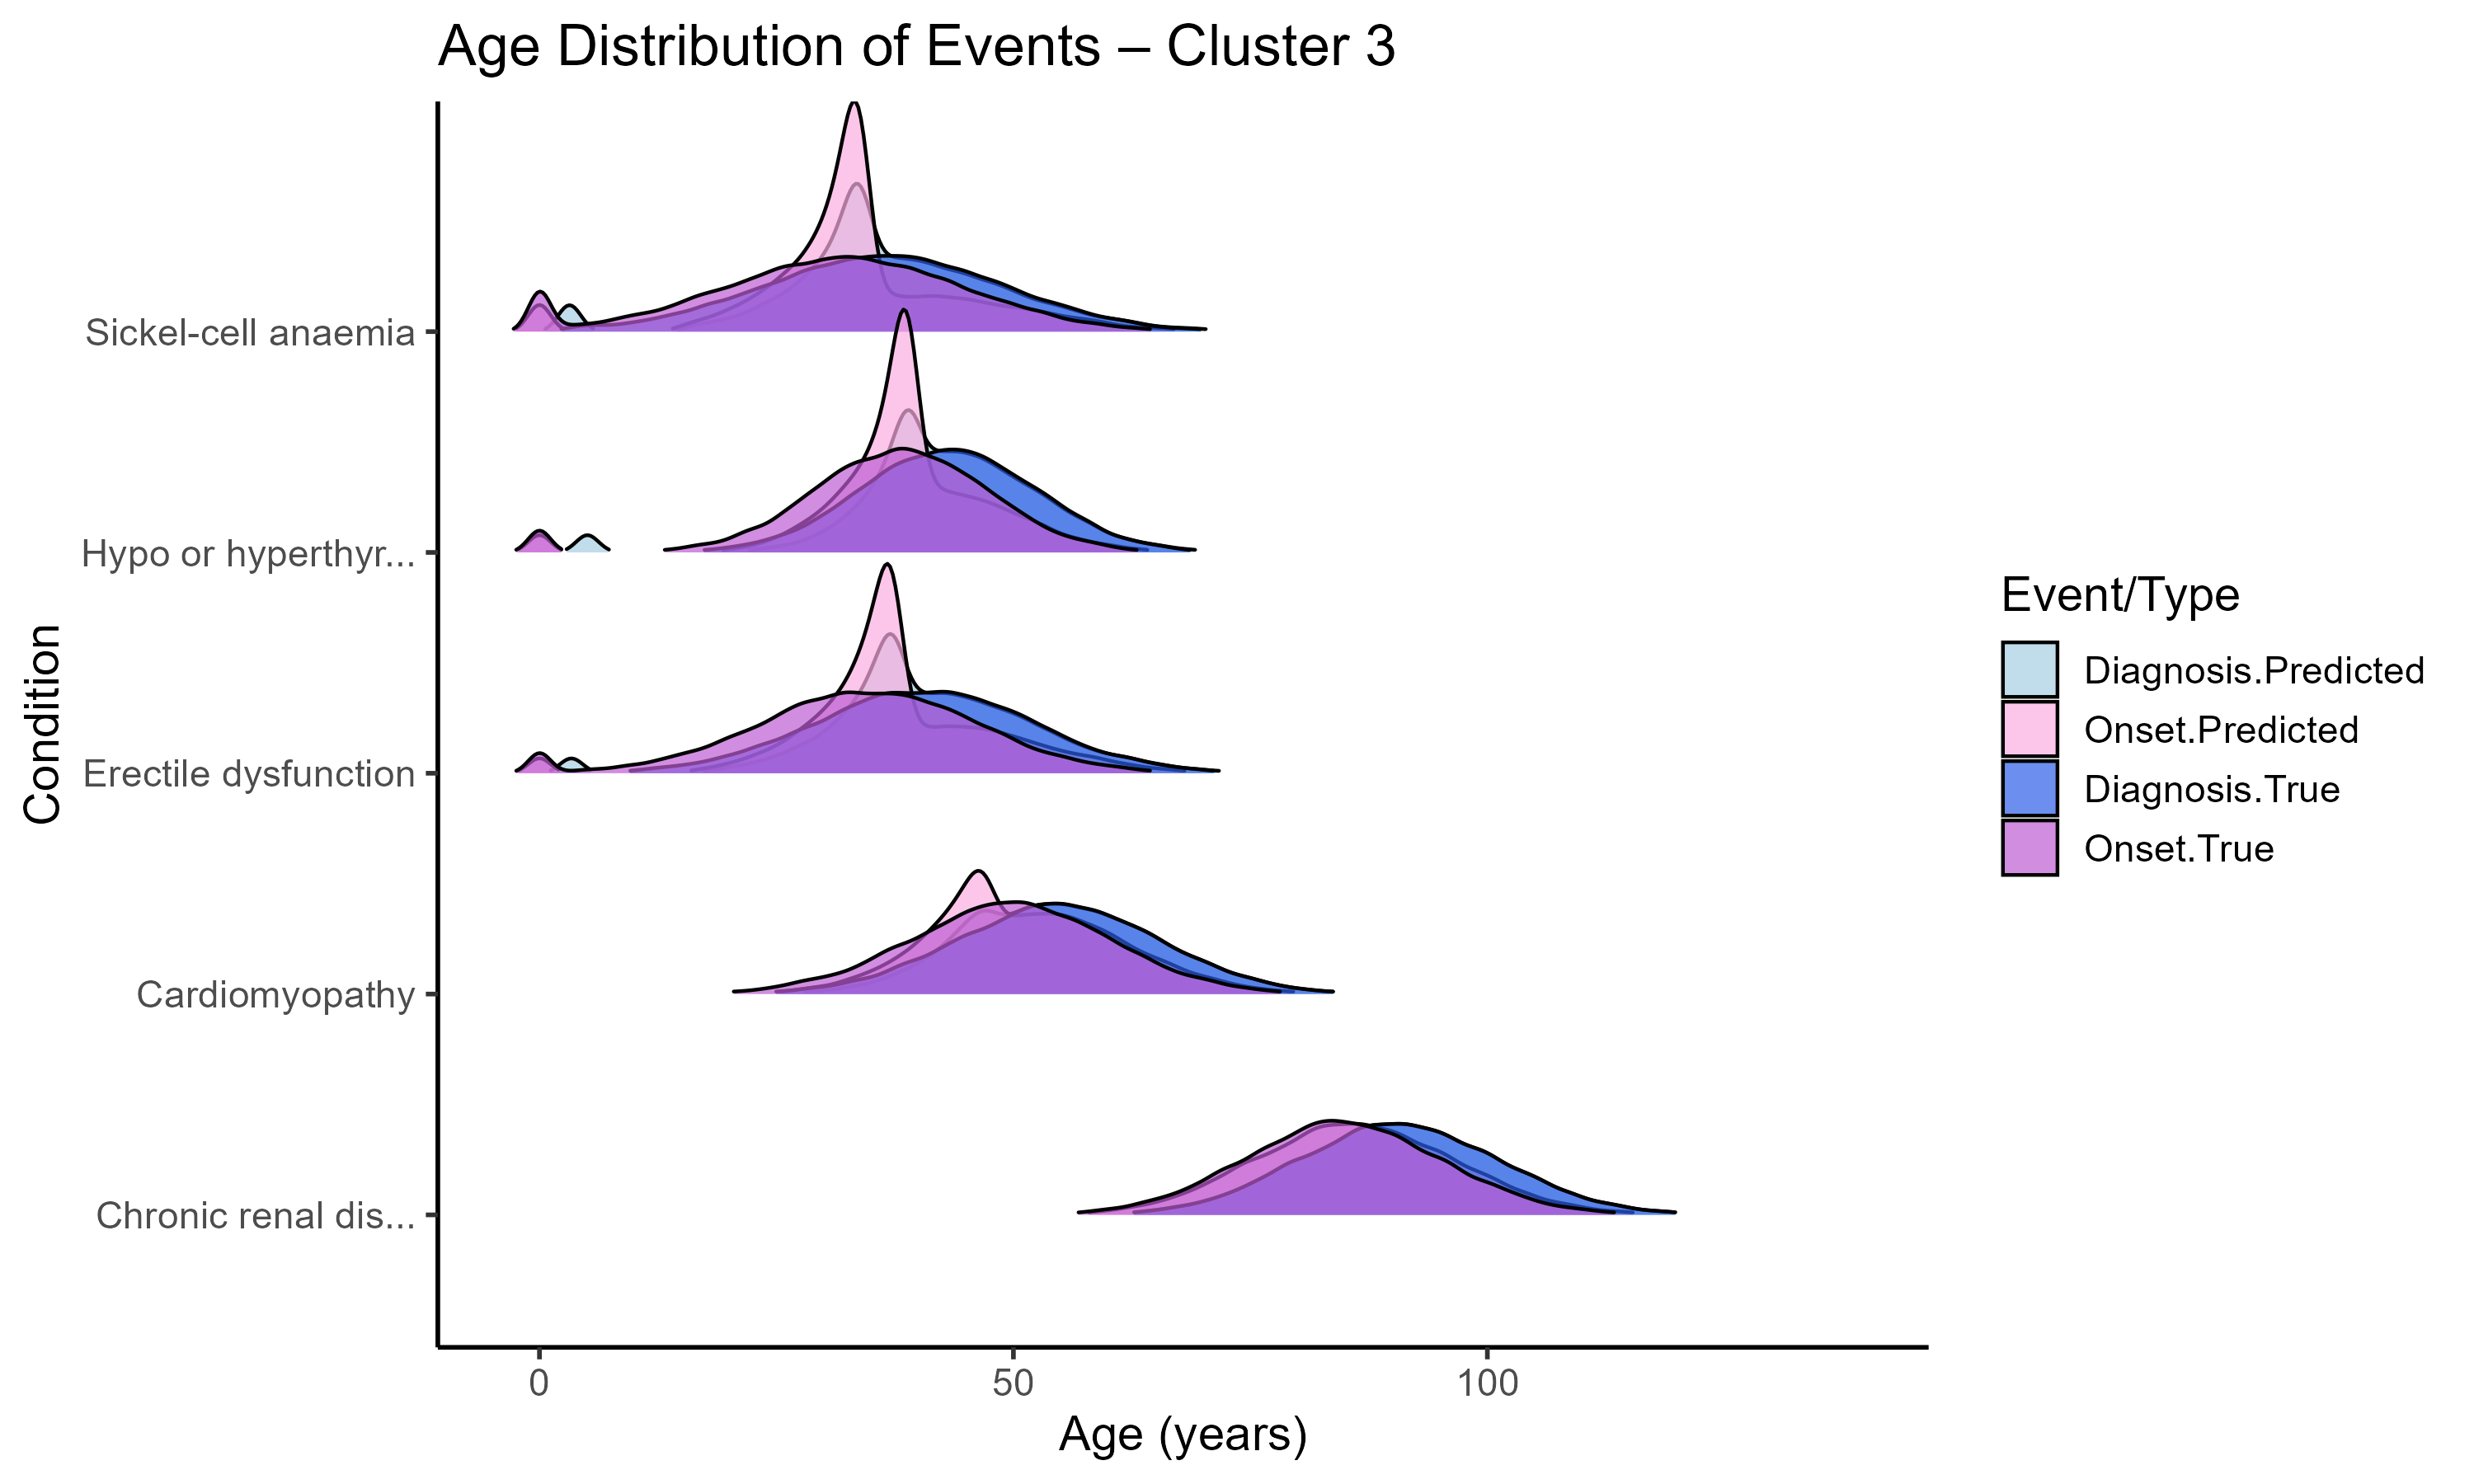 Age Distribution of Events – Cluster 3
Condition
Sickel-cell anaemia
Hypo or hyperthyr...
Erectile dysfunction
Cardiomyopathy
Chronic renal dis...
0 50 100
Age (years)
Event/Type
Diagnosis.Predicted
Onset.Predicted
Diagnosis.True
Onset.True